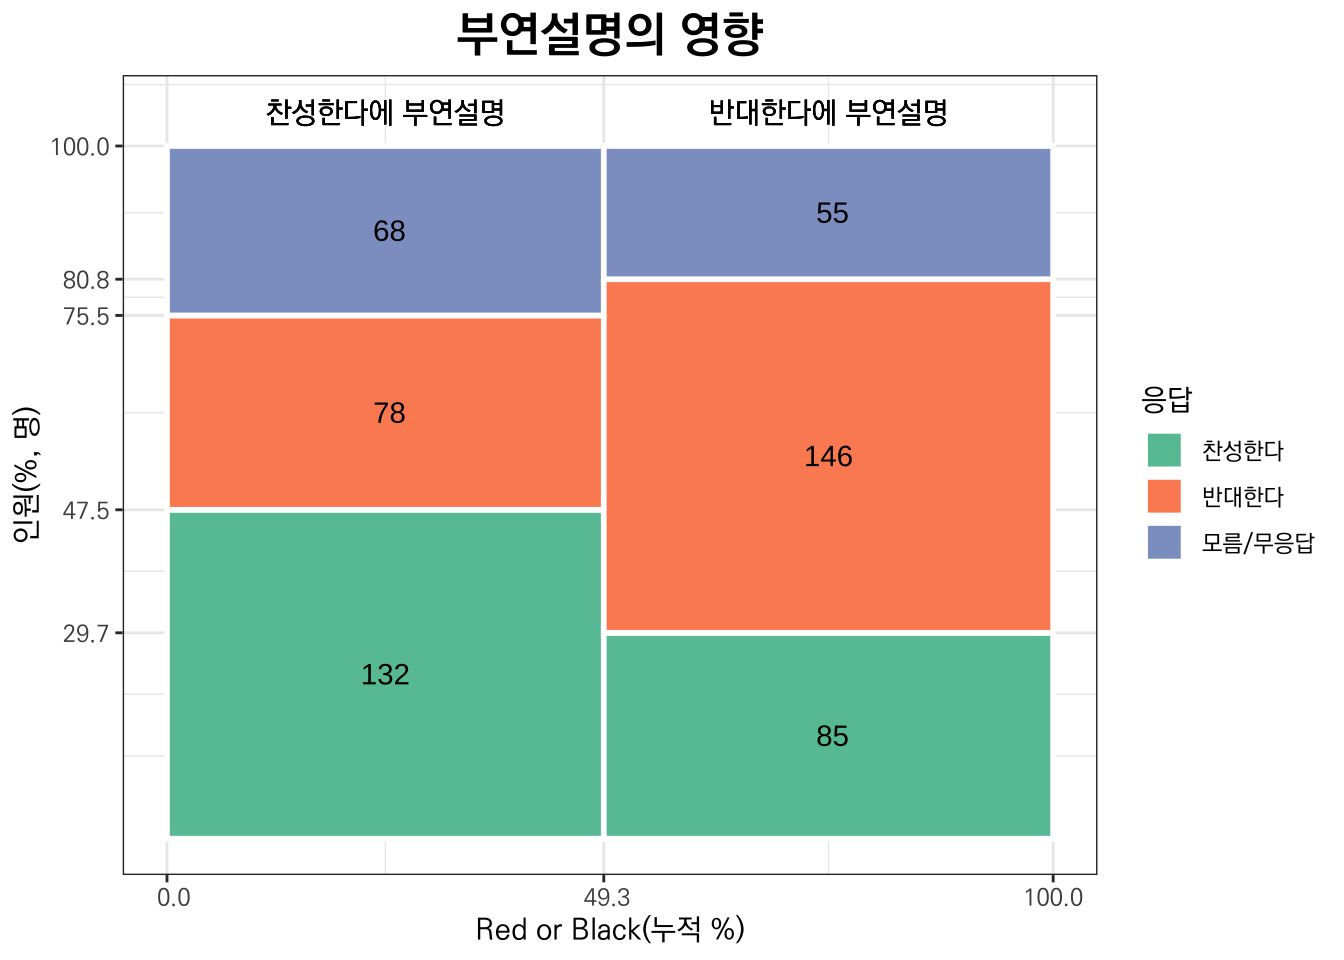 부연설명의 영향
찬성한다에 부연설명
반대한다에 부연설명
100.0
80.8
75.5
47.5
29.7
인원(%, 명)
68
55
78
146
132
85
0.0
49.3
100.0
Red or Black(누적 %)
응답
찬성한다
반대한다
모름/무응답